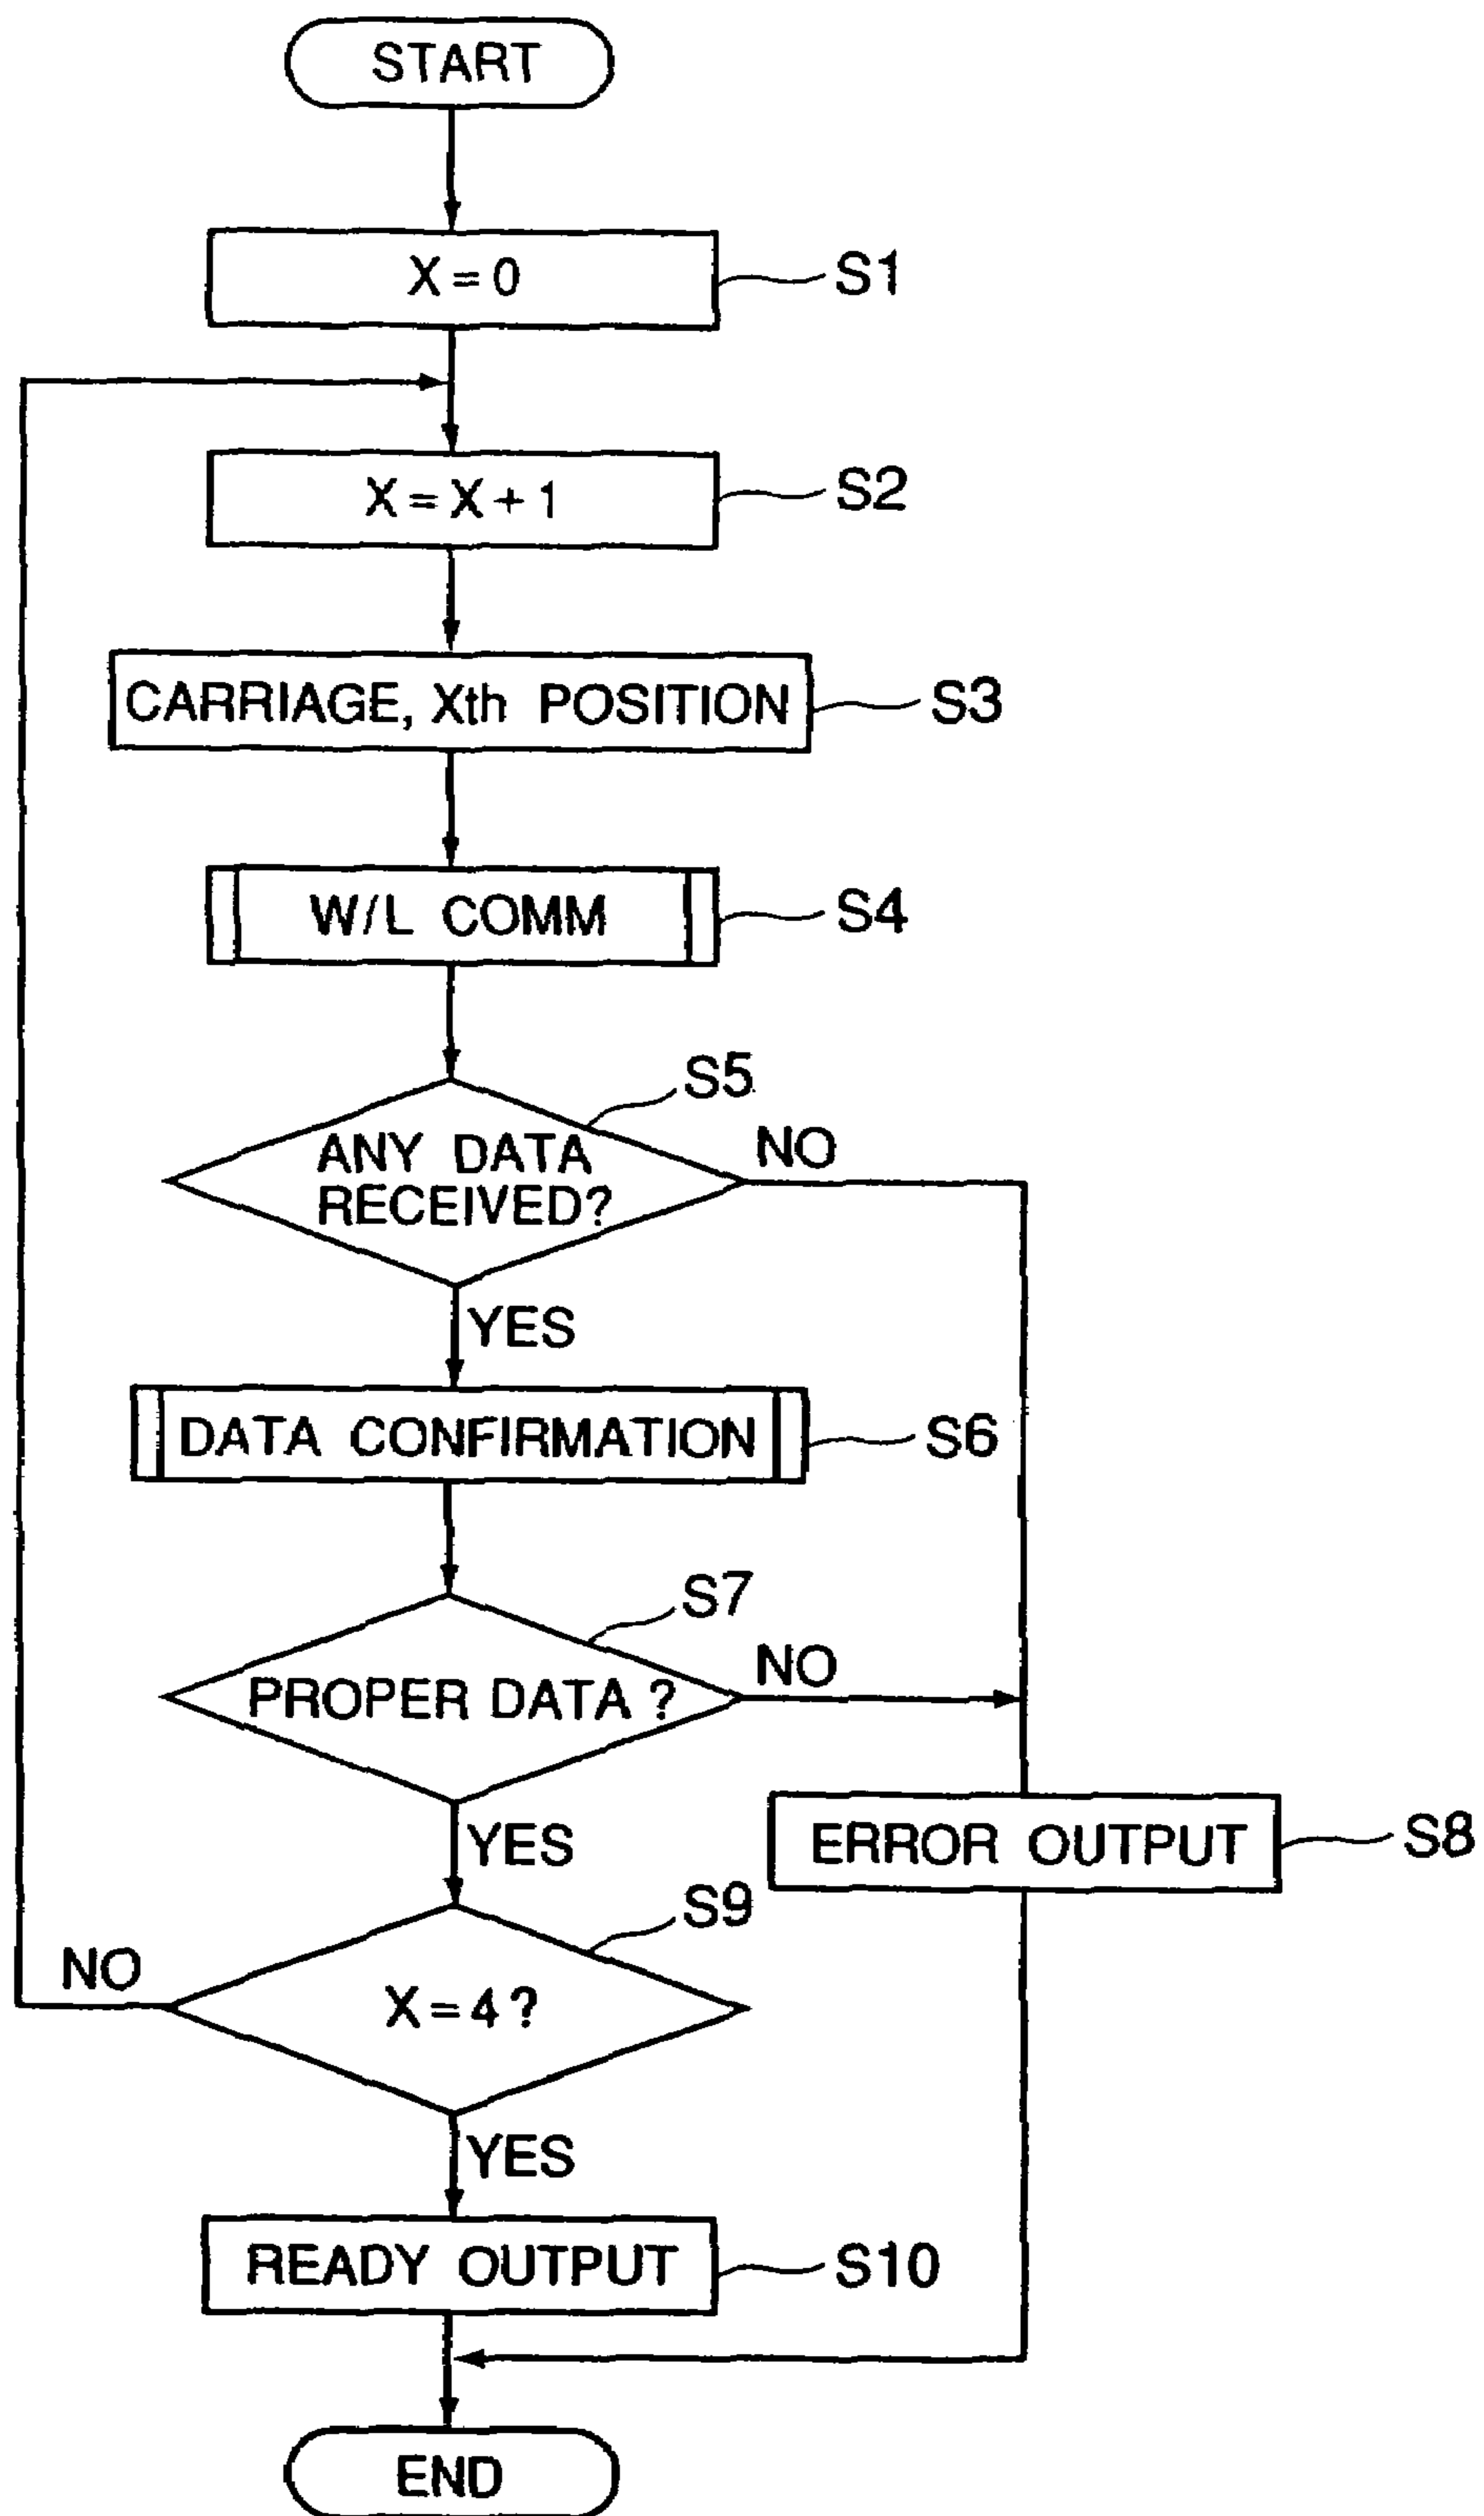 START
X=0
S1
X=X+1
S2
CARRIAGE, Xth POSITION
S3
W/L COMM
S4
S5
ANY DATA
RECEIVED?
NO
YES
DATA CONFIRMATION
S6
S7
PROPER DATA?
NO
YES
ERROR OUTPUT
S8
S9
X=4?
NO
YES
READY OUTPUT
S10
END